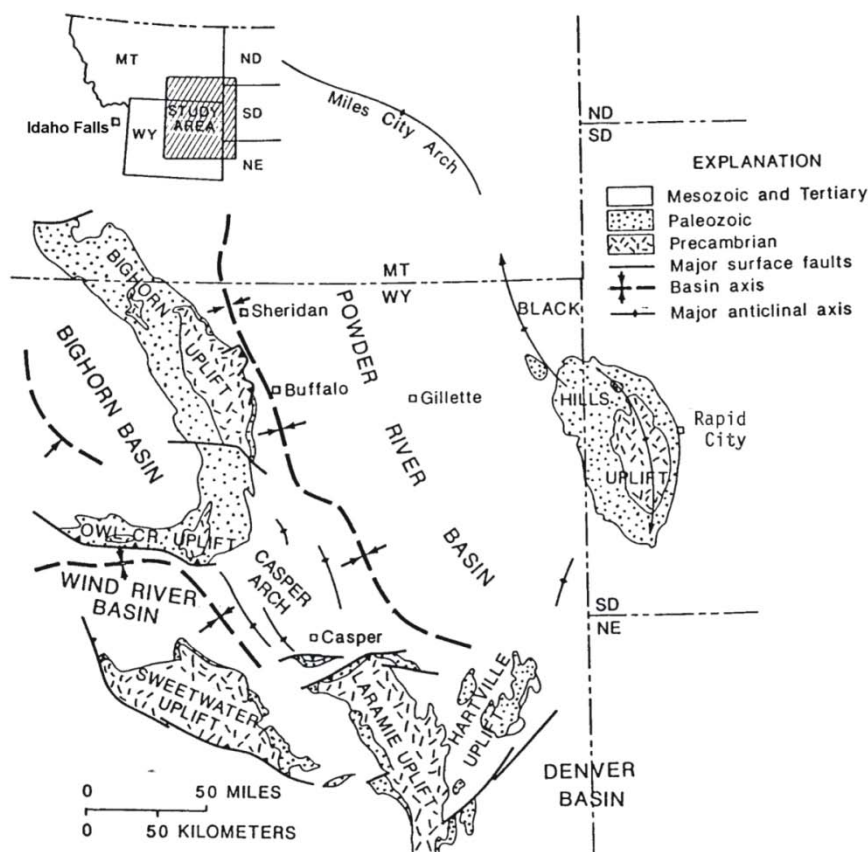 MT
ND
Idaho Falls
STUDY
AREA
WY
SD
NE
Miles City Arch
ND
SD
EXPLANATION
Mesozoic and Tertiary
Paleozoic
Precambrian
Major surface faults
Basin axis
Major anticlinal axis
MT
WY
BIGHORN
UPLIFT
Sheridan
POWDER
RIVER
BASIN
BLACK
HILLS
UPLIFT
BIGHORN BASIN
Buffalo
Gillette
Rapid
City
OWL CR. UPLIFT
CASPER
ARCH
WIND RIVER
BASIN
SD
NE
Casper
SWEETWATER
UPLIFT
LARAMIE UPLIFT
HARTVILLE
UPLIFT
DENVER
BASIN
0 50 MILES
0 50 KILOMETERS